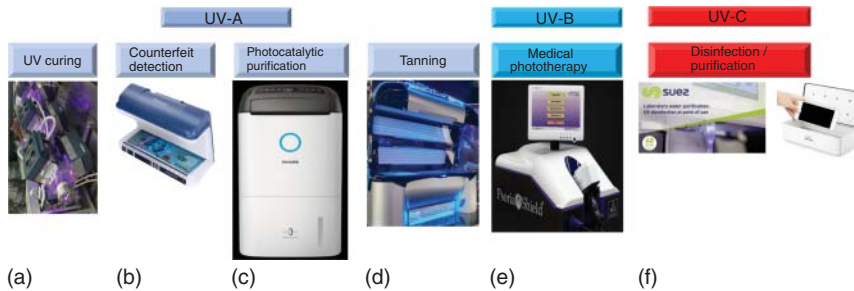 UV-A
UV-B
UV-C
UV curing
Counterfeit
detection
Photocatalytic
purification
Tanning
Medical
phototherapy
Disinfection /
purification
suez
Laboratory water purification.
UV disinfection at point of use
PsoriaShield
(a)
(b)
(c)
(d)
(e)
(f)